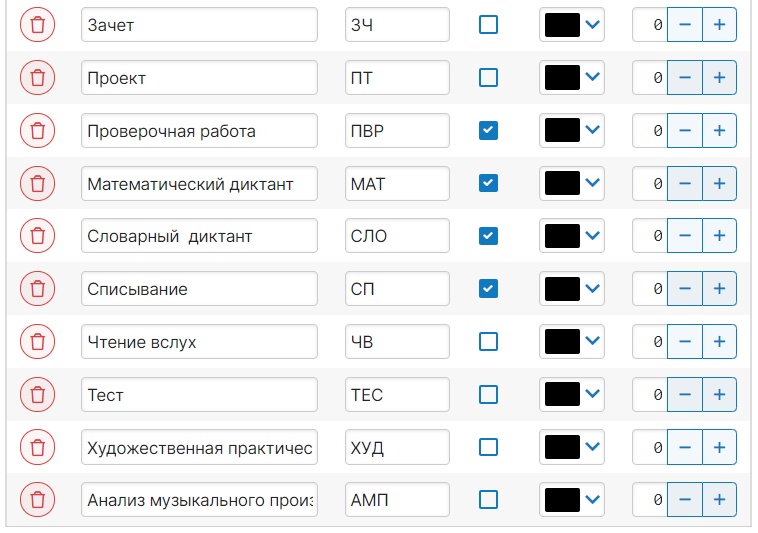 Зачет ЗЧ 0 − +
Проект ПТ 0 − +
Проверочная работа ПВР 0 − +
Математический диктант МАТ 0 − +
Словарный  диктант СЛО 0 − +
Списывание СП 0 − +
Чтение вслух ЧВ 0 − +
Тест ТЕС 0 − +
Художественная практичес ХУД 0 − +
Анализ музыкального произ АМП 0 − +